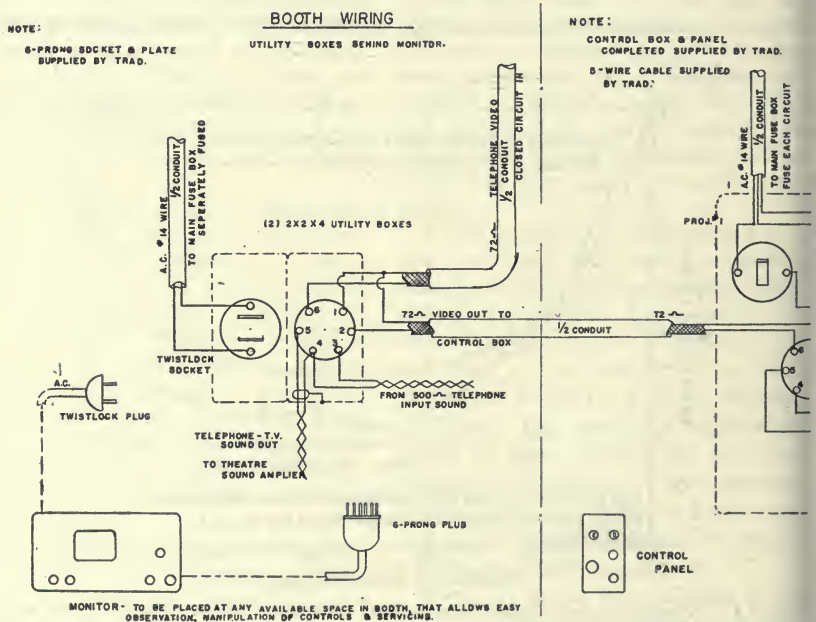 BOOTH WIRING
UTILITY BOXES BEHIND MONITOR.
NOTE:
6-PRONG SOCKET & PLATE
SUPPLIED BY TRAD.
NOTE:
CONTROL BOX & PANEL
COMPLETED SUPPLIED BY TRAD.
5-WIRE CABLE SUPPLIED
BY TRAD.
A.C. #14 WIRE
1/2 CONDUIT
TO MAIN FUSE BOX
SEPERATELY FUSED
(2) 2X2X4 UTILITY BOXES
72~
TELEPHONE VIDEO
1/2 CONDUIT
CLOSED CIRCUIT IN
A.C. #14 WIRE
1/2 CONDUIT
TO MAIN FUSE BOX
FUSE EACH CIRCUIT
PROJ. #1
6 1
5 2
4 3
TWISTLOCK
SOCKET
72~ VIDEO OUT TO
CONTROL BOX
1/2 CONDUIT
72~
6
5
4
FROM 500~ TELEPHONE
INPUT SOUND
A.C.
TWISTLOCK PLUG
TELEPHONE-T.V.
SOUND OUT
TO THEATRE
SOUND AMPLIER
6-PRONG PLUG
CONTROL
PANEL
MONITOR- TO BE PLACED AT ANY AVAILABLE SPACE IN BOOTH, THAT ALLOWS EASY
OBSERVATION, MANIPULATION OF CONTROLS & SERVICING.